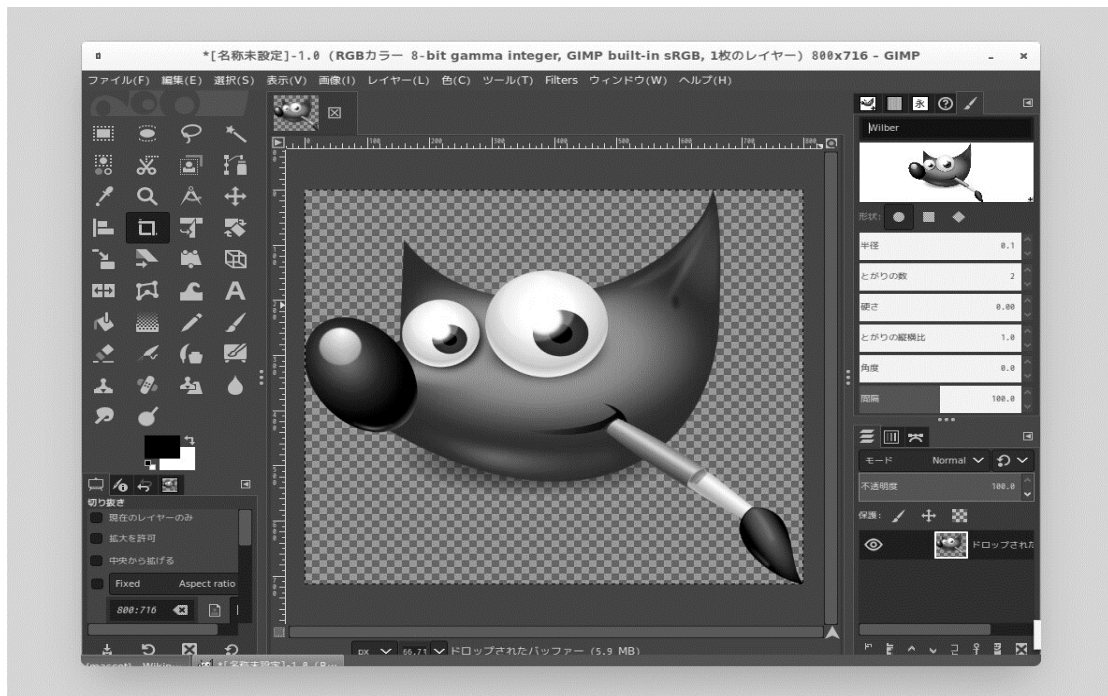 *[名称未設定]-1.0 (RGBカラー 8-bit gamma integer, GIMP built-in sRGB, 1枚のレイヤー) 800x716 – GIMP
ファイル(F) 編集(E) 選択(S) 表示(V) 画像(I) レイヤー(L) 色(C) ツール(T) Filters ウィンドウ(W) ヘルプ(H)
Wilber
形状:
半径 0.1
とがりの数 2
硬さ 0.00
とがりの縦横比 1.0
角度 0.0
間隔 100.0
モード Normal
不透明度 100.0
保護:
ドロップされた
切り抜き
現在のレイヤーのみ
拡大を許可
中央から拡げる
Fixed Aspect ratio
800:716
px 66.7 ドロップされたバッファー (5.9 MB)
*[名称未設定]-1.0 (R